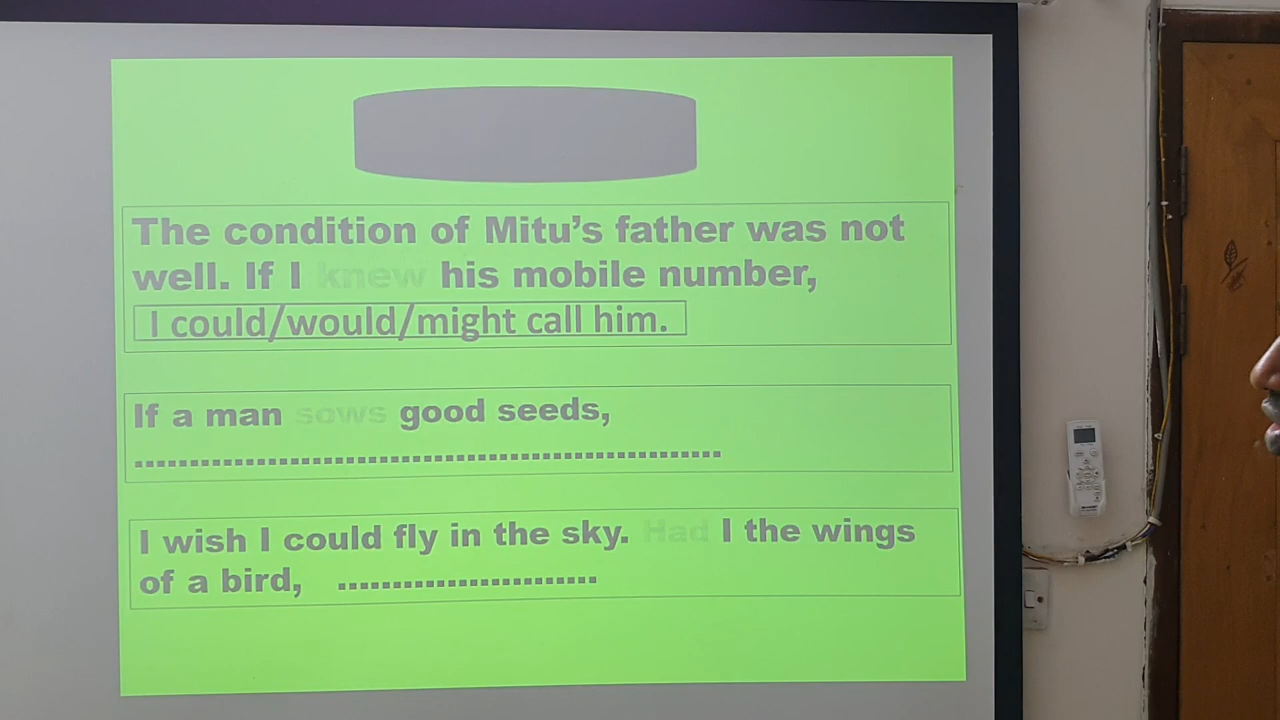 The condition of Mitu's father was not
well. If I knew his mobile number,
I could/would/might call him.
If a man sows good seeds,
.....................................................
I wish I could fly in the sky. Had I the wings
of a bird, ........................